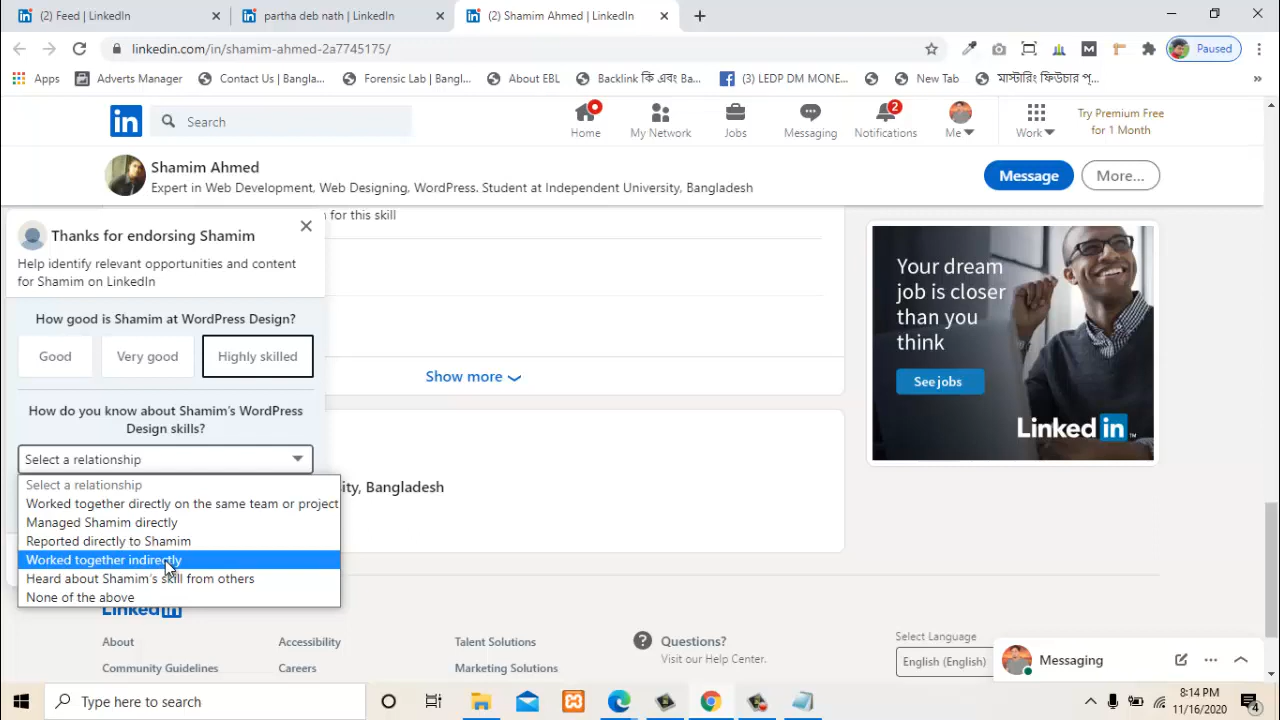 (2) Feed | LinkedIn
partha deb nath | LinkedIn
(2) Shamim Ahmed | LinkedIn
linkedin.com/in/shamim-ahmed-2a7745175/
Paused
Apps
Adverts Manager
Contact Us | Bangla...
Forensic Lab | Bangl...
About EBL
Backlink কি এবং Ba...
(3) LEDP DM MONE...
New Tab
মাস্টারিং ফিউচার প্...
»
in
Search
Home
My Network
Jobs
Messaging
2
Notifications
Me
Work
Try Premium Free
for 1 Month
Shamim Ahmed
Expert in Web Development, Web Designing, WordPress. Student at Independent University, Bangladesh
Message
More...
n for this skill
Thanks for endorsing Shamim
Help identify relevant opportunities and content
for Shamim on LinkedIn
How good is Shamim at WordPress Design?
Good
Very good
Highly skilled
How do you know about Shamim's WordPress
Design skills?
Select a relationship
Select a relationship
Worked together directly on the same team or project
Managed Shamim directly
Reported directly to Shamim
Worked together indirectly
Heard about Shamim's skill from others
None of the above
Show more
ity, Bangladesh
Your dream
job is closer
than you
think
See jobs
LinkedIn
LinkedIn
About
Accessibility
Talent Solutions
Community Guidelines
Careers
Marketing Solutions
Questions?
Visit our Help Center.
Select Language
English (English)
Messaging
Type here to search
8:14 PM
11/16/2020
4